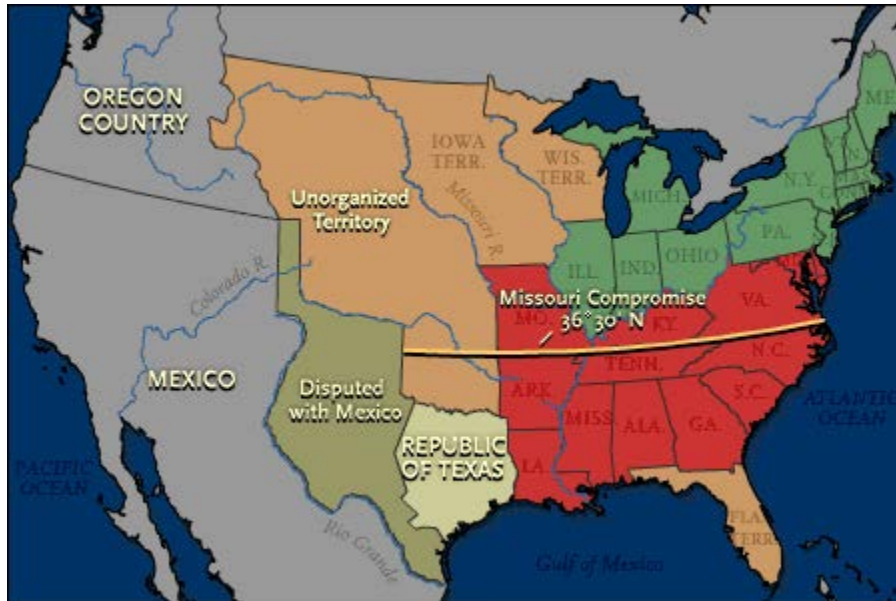 OREGON
COUNTRY
Unorganized
Territory
IOWA
TERR.
WIS.
TERR.
Missouri R.
MICH.
ME.
N.Y.
PA.
ILL.
IND.
OHIO
Colorado R.
Missouri Compromise
36°30' N
MO.
KY.
VA.
MEXICO
Disputed
with Mexico
TENN.
N.C.
ARK.
S.C.
REPUBLIC
OF TEXAS
MISS
ALA.
GA.
LA.
ATLANTIC
OCEAN
PACIFIC
OCEAN
FLA.
TERR.
Rio Grande
Gulf of Mexico